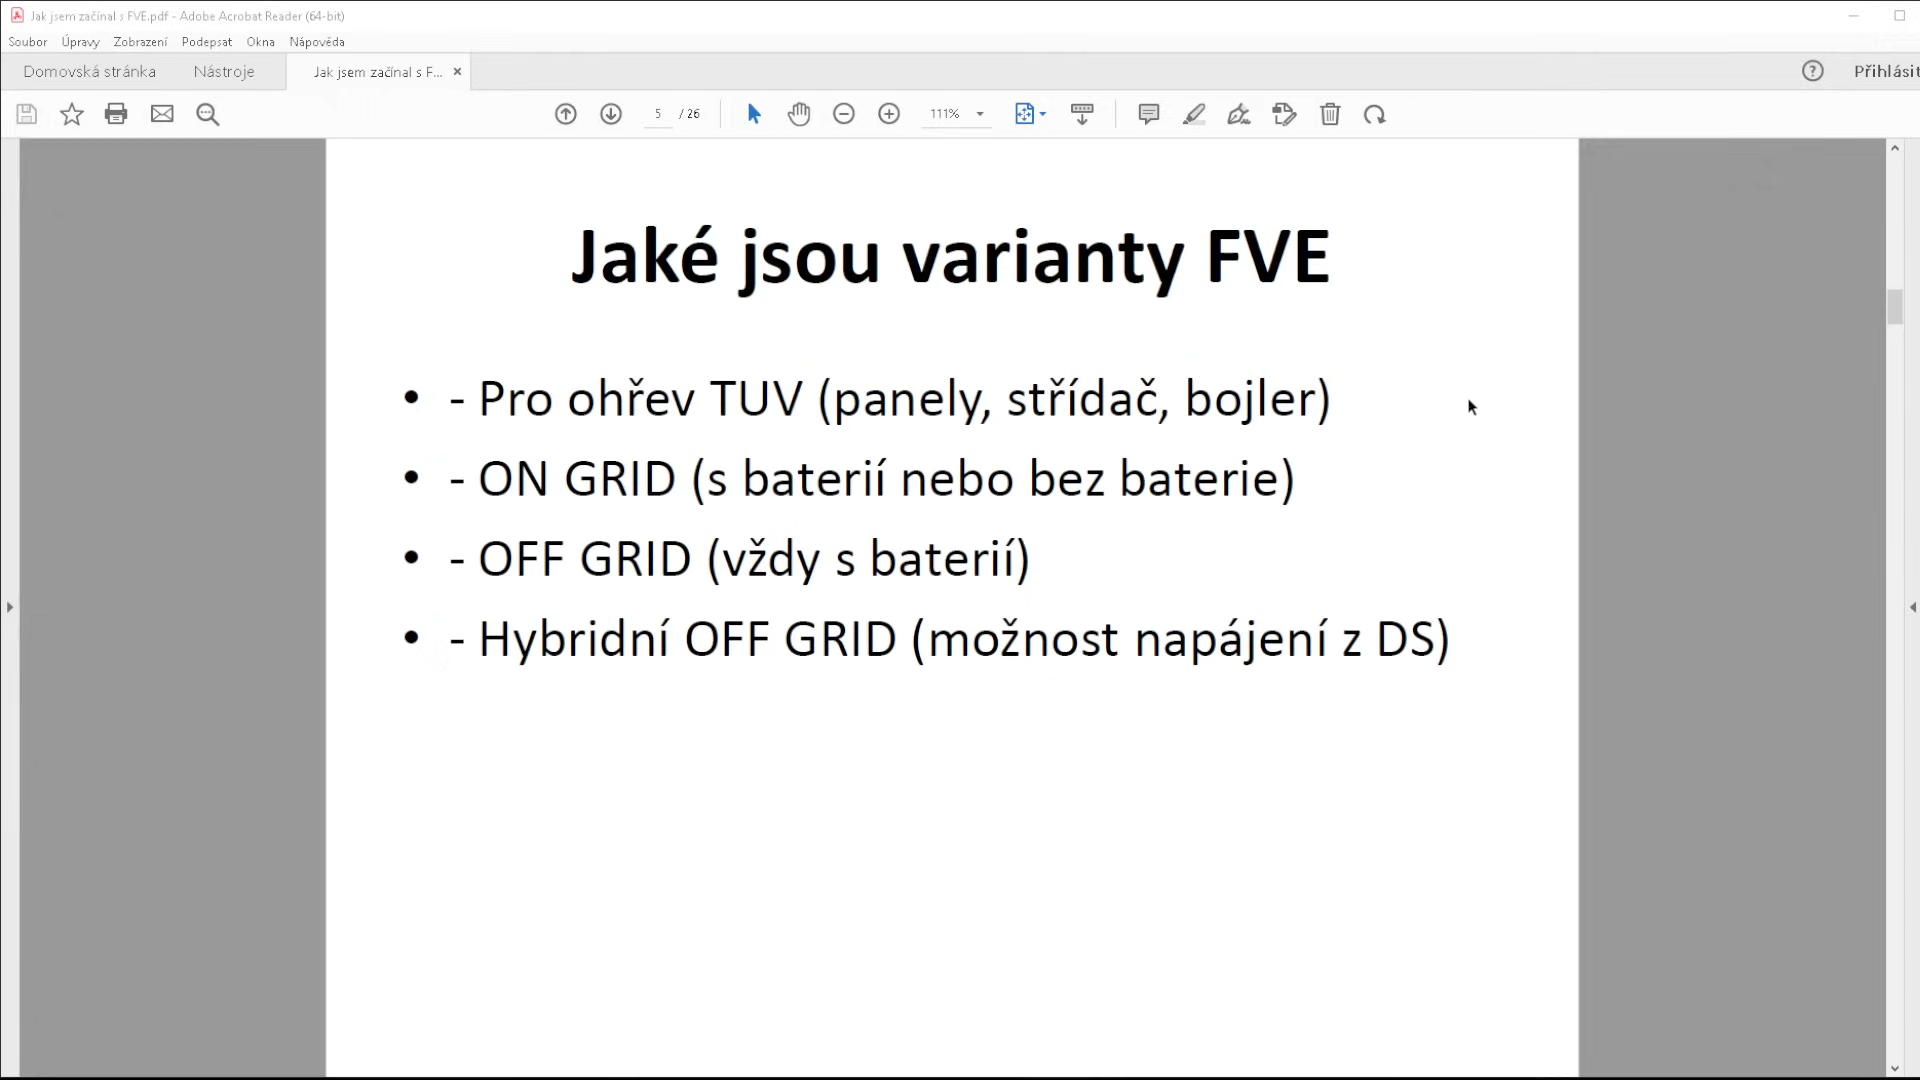 Jak jsem začínal s FVE.pdf - Adobe Acrobat Reader (64-bit)
Soubor Úpravy Zobrazení Podepsat Okna Nápověda
Domovská stránka Nástroje Jak jsem začínal s F... Přihlásit
5 / 26 111%
Jaké jsou varianty FVE
• - Pro ohřev TUV (panely, střídač, bojler)
• - ON GRID (s baterií nebo bez baterie)
• - OFF GRID (vždy s baterií)
• - Hybridní OFF GRID (možnost napájení z DS)